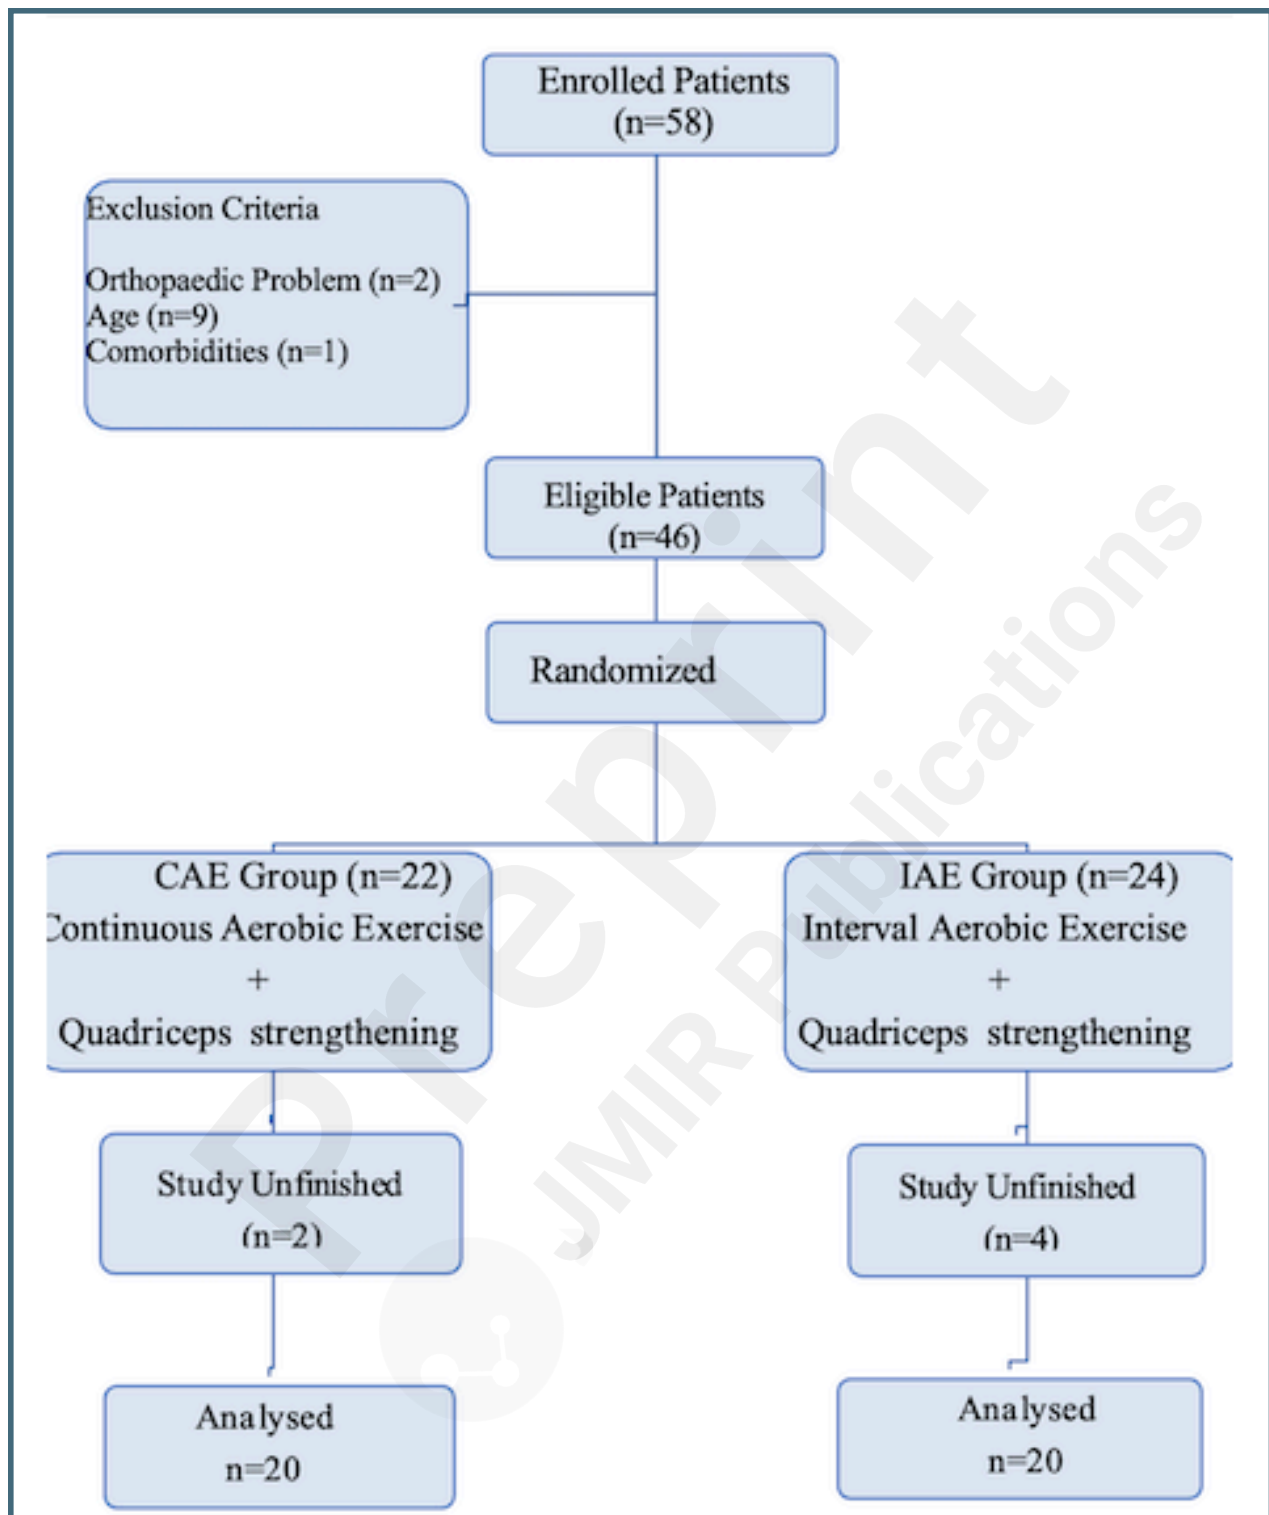 Enrolled Patients
(n=58)
Exclusion Criteria
Orthopaedic Problem (n=2)
Age (n=9)
Comorbidities (n=1)
Eligible Patients
(n=46)
Randomized
CAE Group (n=22)
Continuous Aerobic Exercise
+
Quadriceps strengthening
IAE Group (n=24)
Interval Aerobic Exercise
+
Quadriceps strengthening
Study Unfinished
(n=2)
Study Unfinished
(n=4)
Analysed
n=20
Analysed
n=20
Preprint
JMIR Publications